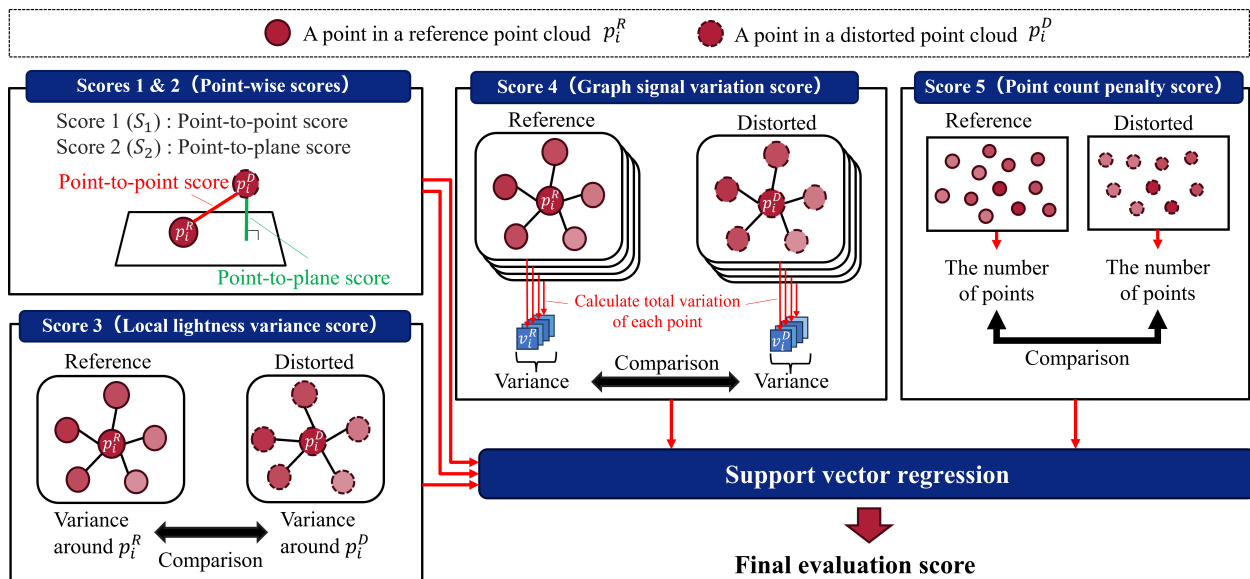 A point in a reference point cloud p_i^R
A point in a distorted point cloud p_i^D
Scores 1 & 2（Point-wise scores）
Score 1 (S_1) : Point-to-point score
Score 2 (S_2) : Point-to-plane score
Point-to-point score
p_i^D
p_i^R
Point-to-plane score
Score 3（Local lightness variance score）
Reference
Distorted
p_i^R
p_i^D
Variance
around p_i^R
Comparison
Variance
around p_i^D
Score 4（Graph signal variation score）
Reference
Distorted
p_i^R
p_i^D
Calculate total variation
of each point
v_i^R
v_i^D
Variance
Comparison
Variance
Score 5（Point count penalty score）
Reference
Distorted
The number
of points
The number
of points
Comparison
Support vector regression
Final evaluation score